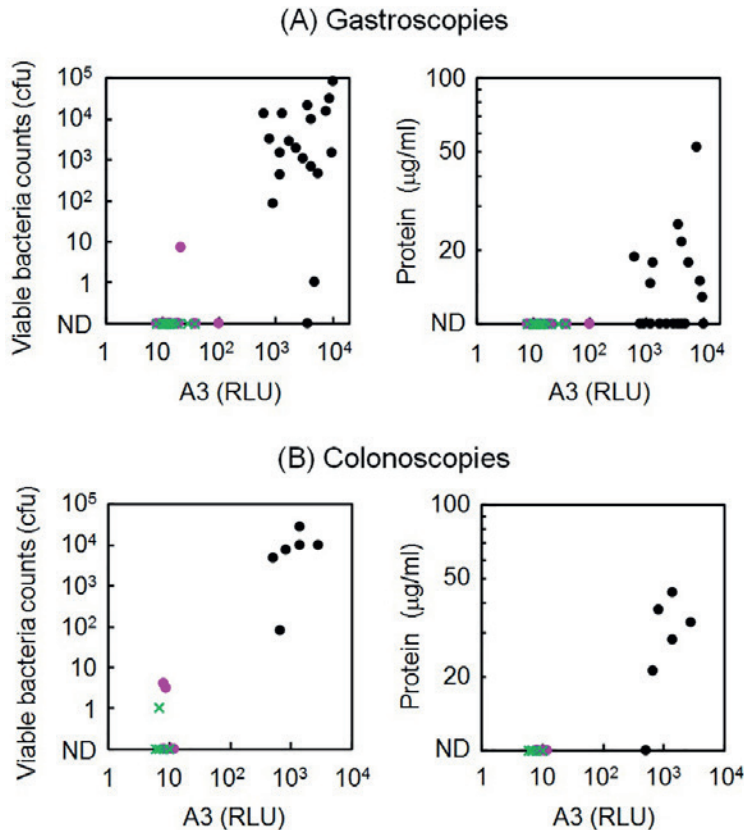 (A) Gastroscopies
Viable bacteria counts (cfu)
10⁵
10⁴
10³
10²
10
1
ND
1 10 10² 10³ 10⁴
A3 (RLU)
Protein (μg/ml)
100
50
20
ND
1 10 10² 10³ 10⁴
A3 (RLU)
(B) Colonoscopies
Viable bacteria counts (cfu)
10⁵
10⁴
10³
10²
10
1
ND
1 10 10² 10³ 10⁴
A3 (RLU)
Protein (μg/ml)
100
50
20
ND
1 10 10² 10³ 10⁴
A3 (RLU)